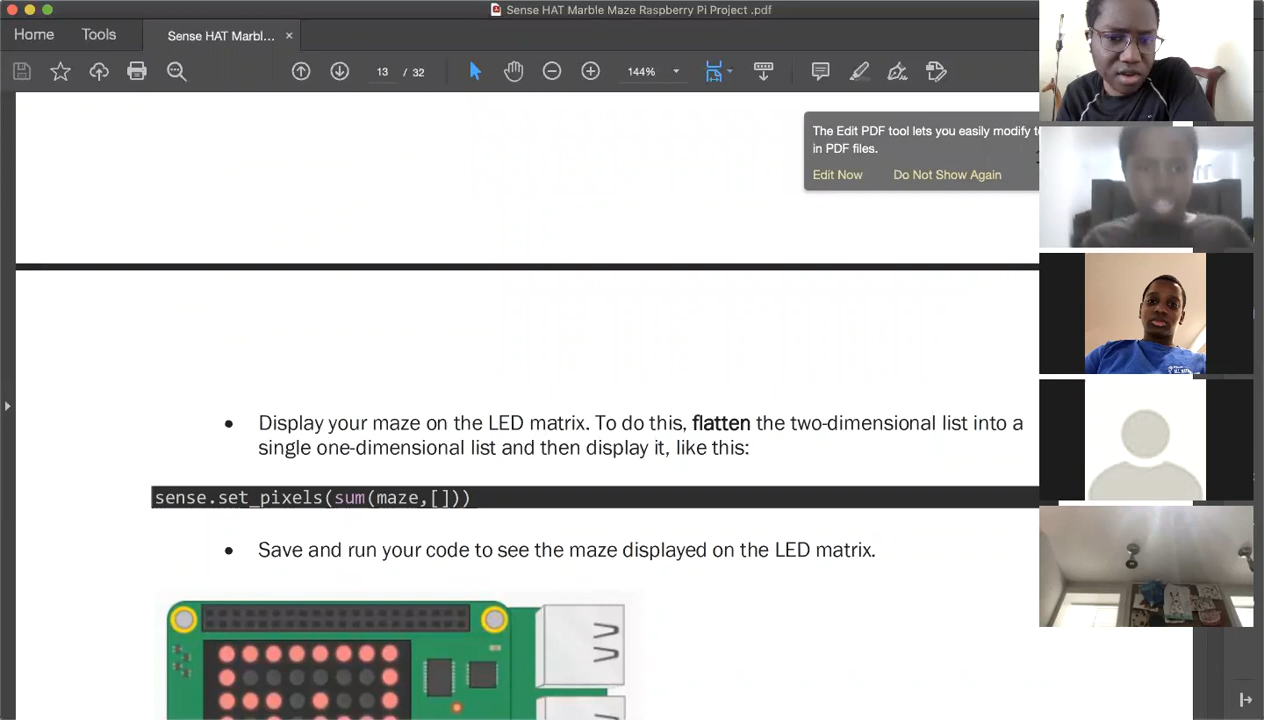 Sense HAT Marble Maze Raspberry Pi Project .pdf
Home
Tools
Sense HAT Marbl...
13 / 32
144%
The Edit PDF tool lets you easily modify
in PDF files.
Edit Now
Do Not Show Again
• Display your maze on the LED matrix. To do this, flatten the two-dimensional list into a
single one-dimensional list and then display it, like this:
sense.set_pixels(sum(maze,[]))
• Save and run your code to see the maze displayed on the LED matrix.